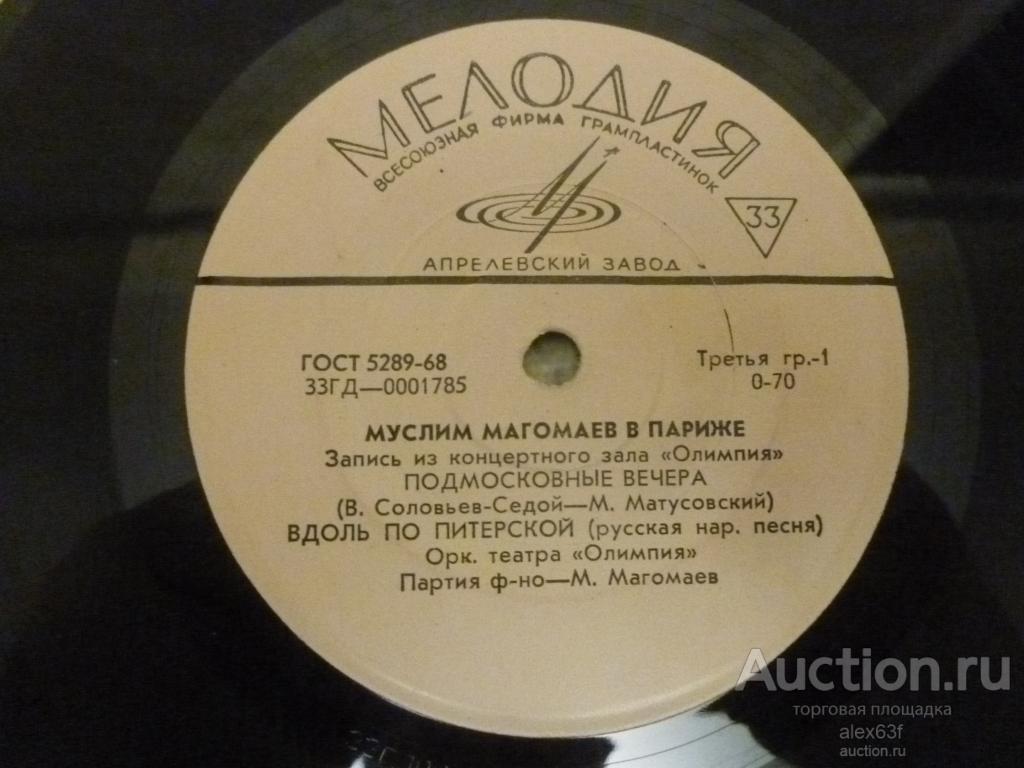 МЕЛОДИЯ
ВСЕСОЮЗНАЯ ФИРМА ГРАМПЛАСТИНОК
33
АПРЕЛЕВСКИЙ ЗАВОД
ГОСТ 5289-68
Третья гр.-1
33ГД—0001785
0-70
МУСЛИМ МАГОМАЕВ В ПАРИЖЕ
Запись из концертного зала «Олимпия»
ПОДМОСКОВНЫЕ ВЕЧЕРА
(В. Соловьев-Седой—М. Матусовский)
ВДОЛЬ ПО ПИТЕРСКОЙ (русская нар. песня)
Орк. театра «Олимпия»
Партия ф-но—М. Магомаев
Auction.ru
торговая площадка
alex63f
auction.ru